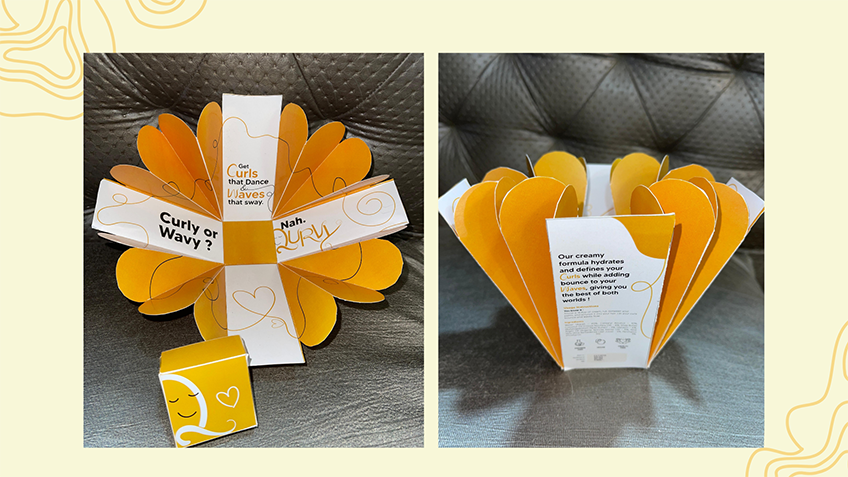 Get
Curls
that Dance
&
Waves
that sway.
Curly or
Wavy ?
Nah.
QURVY
Our creamy
formula hydrates
and defines your
Curls while adding
bounce to your
Waves, giving you
the best of both
worlds !